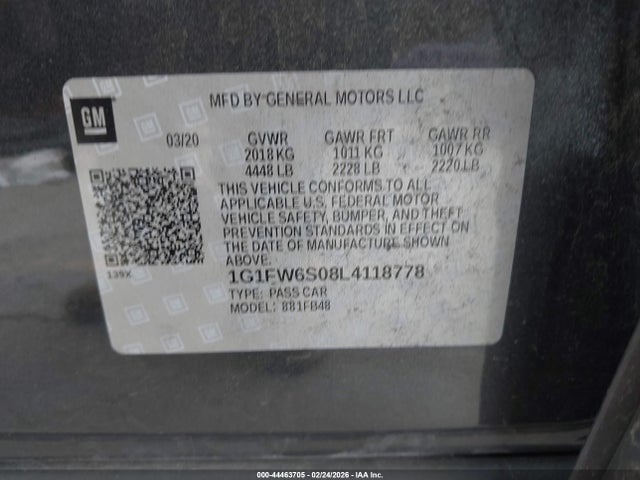 MFD BY GENERAL MOTORS LLC
GM
03/20 GVWR GAWR FRT GAWR RR
2018 KG 1011 KG 1007 KG
4448 LB 2228 LB 2220 LB
THIS VEHICLE CONFORMS TO ALL
APPLICABLE U.S. FEDERAL MOTOR
VEHICLE SAFETY, BUMPER, AND THEFT
PREVENTION STANDARDS IN EFFECT ON
THE DATE OF MANUFACTURE SHOWN
ABOVE.
139X
1G1FW6S08L4118778
TYPE: PASS CAR
MODEL: 881FB48
000-44463705 - 02/24/2026 - IAA Inc.